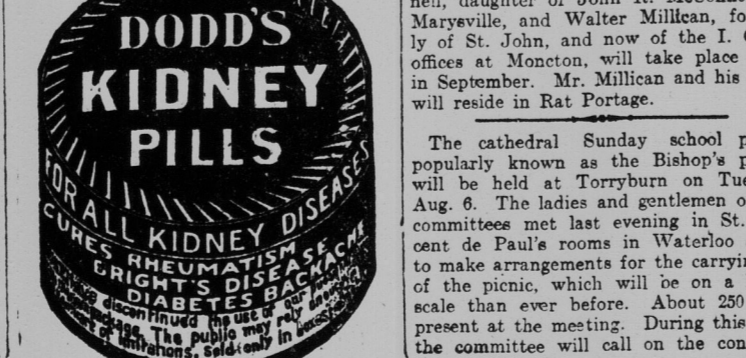 DODD'S
KIDNEY
PILLS
FOR ALL KIDNEY DISEASES
CURES RHEUMATISM
BRIGHT'S DISEASE
DIABETES BACKACHE
discontinued the use of our
package. The public may rely
of imitations, sold only in boxes
daughter of John R.
Marysville, and Walter Millican,
ly of St. John, and now of the I.
offices at Moncton, will take place
in September. Mr. Millican and his
will reside in Rat Portage.
The cathedral Sunday school p
popularly known as the Bishop's p
will be held at Torryburn on Tue
Aug. 6. The ladies and gentlemen o
committees met last evening in St.
cent de Paul's rooms in Waterloo
to make arrangements for the carryi
of the picnic, which will be on a
scale than ever before. About 250
present at the meeting. During this
the committee will call on the con